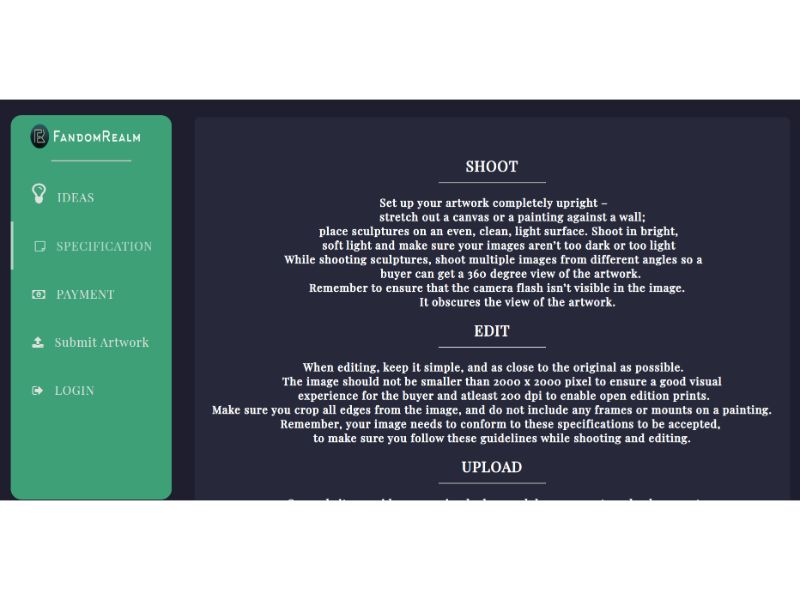 FandomRealm
IDEAS
SPECIFICATION
PAYMENT
Submit Artwork
LOGIN
SHOOT
Set up your artwork completely upright –
stretch out a canvas or a painting against a wall;
place sculptures on an even, clean, light surface. Shoot in bright,
soft light and make sure your images aren't too dark or too light
While shooting sculptures, shoot multiple images from different angles so a
buyer can get a 360 degree view of the artwork.
Remember to ensure that the camera flash isn't visible in the image.
It obscures the view of the artwork.
EDIT
When editing, keep it simple, and as close to the original as possible.
The image should not be smaller than 2000 x 2000 pixel to ensure a good visual
experience for the buyer and atleast 200 dpi to enable open edition prints.
Make sure you crop all edges from the image, and do not include any frames or mounts on a painting.
Remember, your image needs to conform to these specifications to be accepted,
to make sure you follow these guidelines while shooting and editing.
UPLOAD